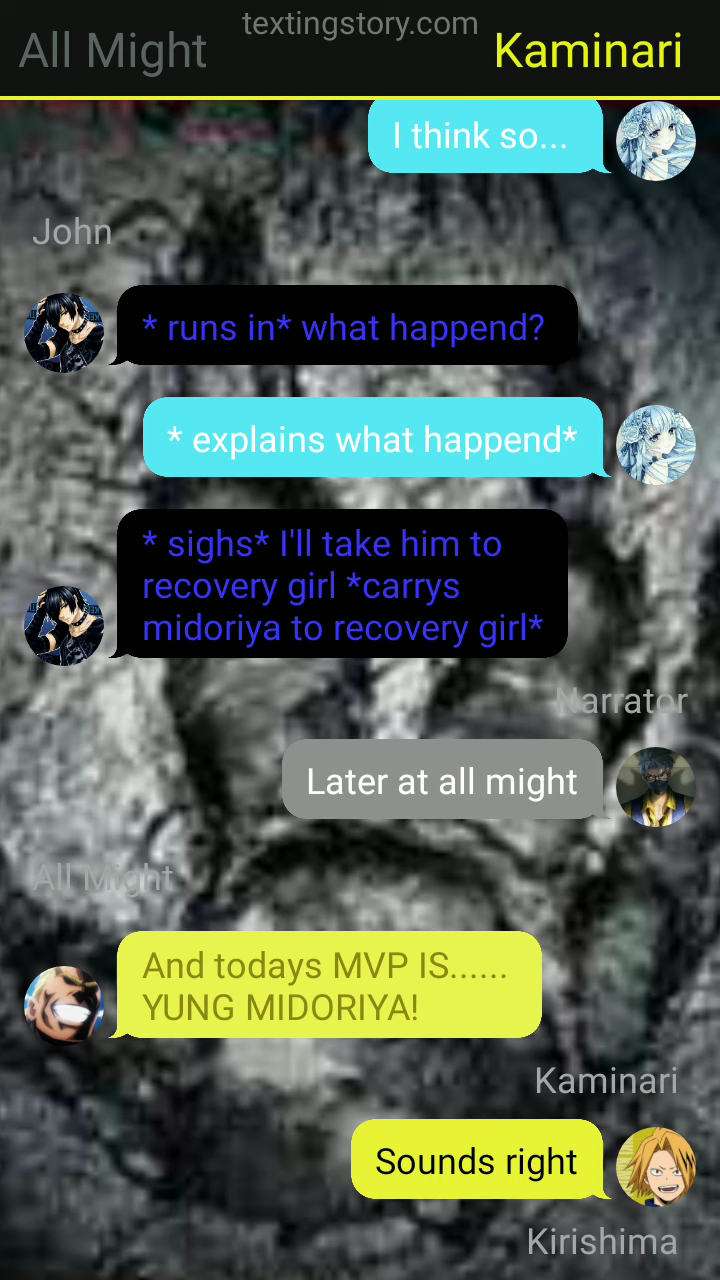 textingstory.com
All Might
Kaminari
I think so...
John
* runs in* what happend?
* explains what happend*
* sighs* I'll take him to
recovery girl *carrys
midoriya to recovery girl*
Narrator
Later at all might
All Might
And todays MVP IS......
YUNG MIDORIYA!
Kaminari
Sounds right
Kirishima